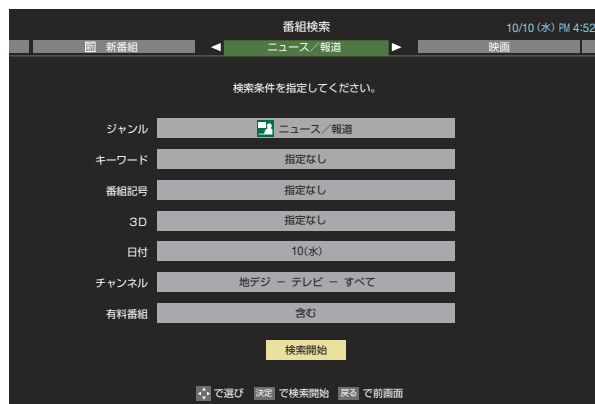 番組検索 10/10 (水) PM 4:52
新番組 ◀ ニュース／報道 ▶ 映画
検索条件を指定してください。
ジャンル ニュース／報道
キーワード 指定なし
番組記号 指定なし
3D 指定なし
日付 10(水)
チャンネル 地デジ － テレビ － すべて
有料番組 含む
検索開始
で選び 決定 で検索開始 戻る で前画面